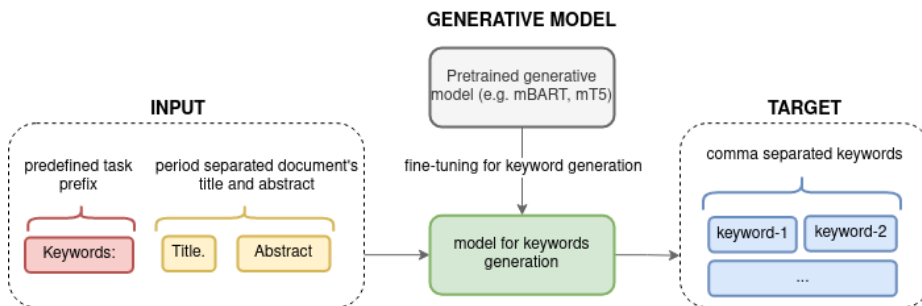 GENERATIVE MODEL
Pretrained generative
model (e.g. mBART, mT5)
INPUT
TARGET
predefined task
prefix
period separated document's
title and abstract
fine-tuning for keyword generation
comma separated keywords
Keywords:
Title.
Abstract
model for keywords
generation
keyword-1
keyword-2
...